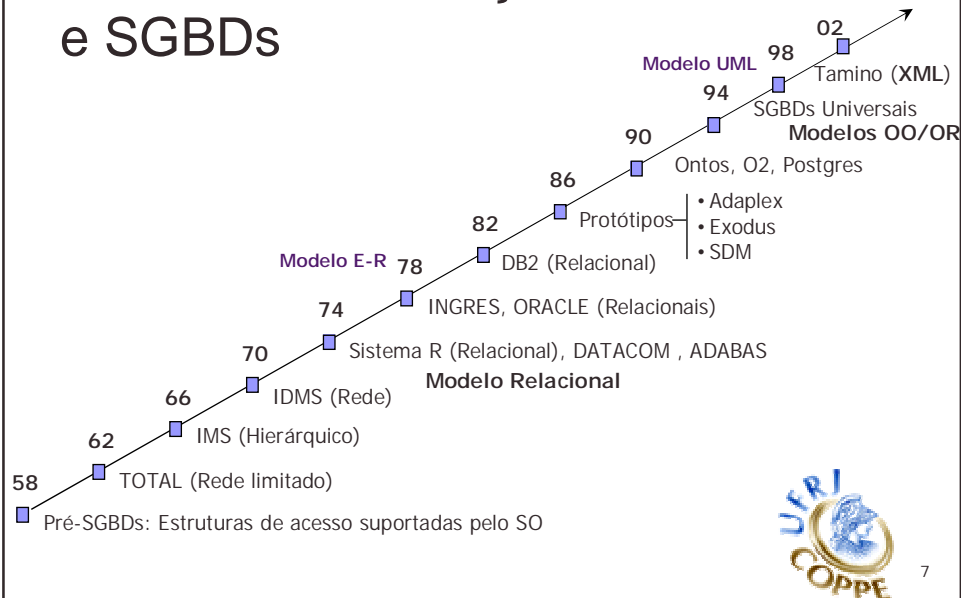 e SGBDs
02
98
Modelo UML
Tamino (XML)
94
SGBDs Universais
Modelos OO/OR
90
Ontos, O2, Postgres
86
Protótipos
• Adaplex
• Exodus
• SDM
82
DB2 (Relacional)
Modelo E-R
78
INGRES, ORACLE (Relacionais)
74
Sistema R (Relacional), DATACOM , ADABAS
Modelo Relacional
70
IDMS (Rede)
66
IMS (Hierárquico)
62
TOTAL (Rede limitado)
58
Pré-SGBDs: Estruturas de acesso suportadas pelo SO
UFRJ
COPPE
7